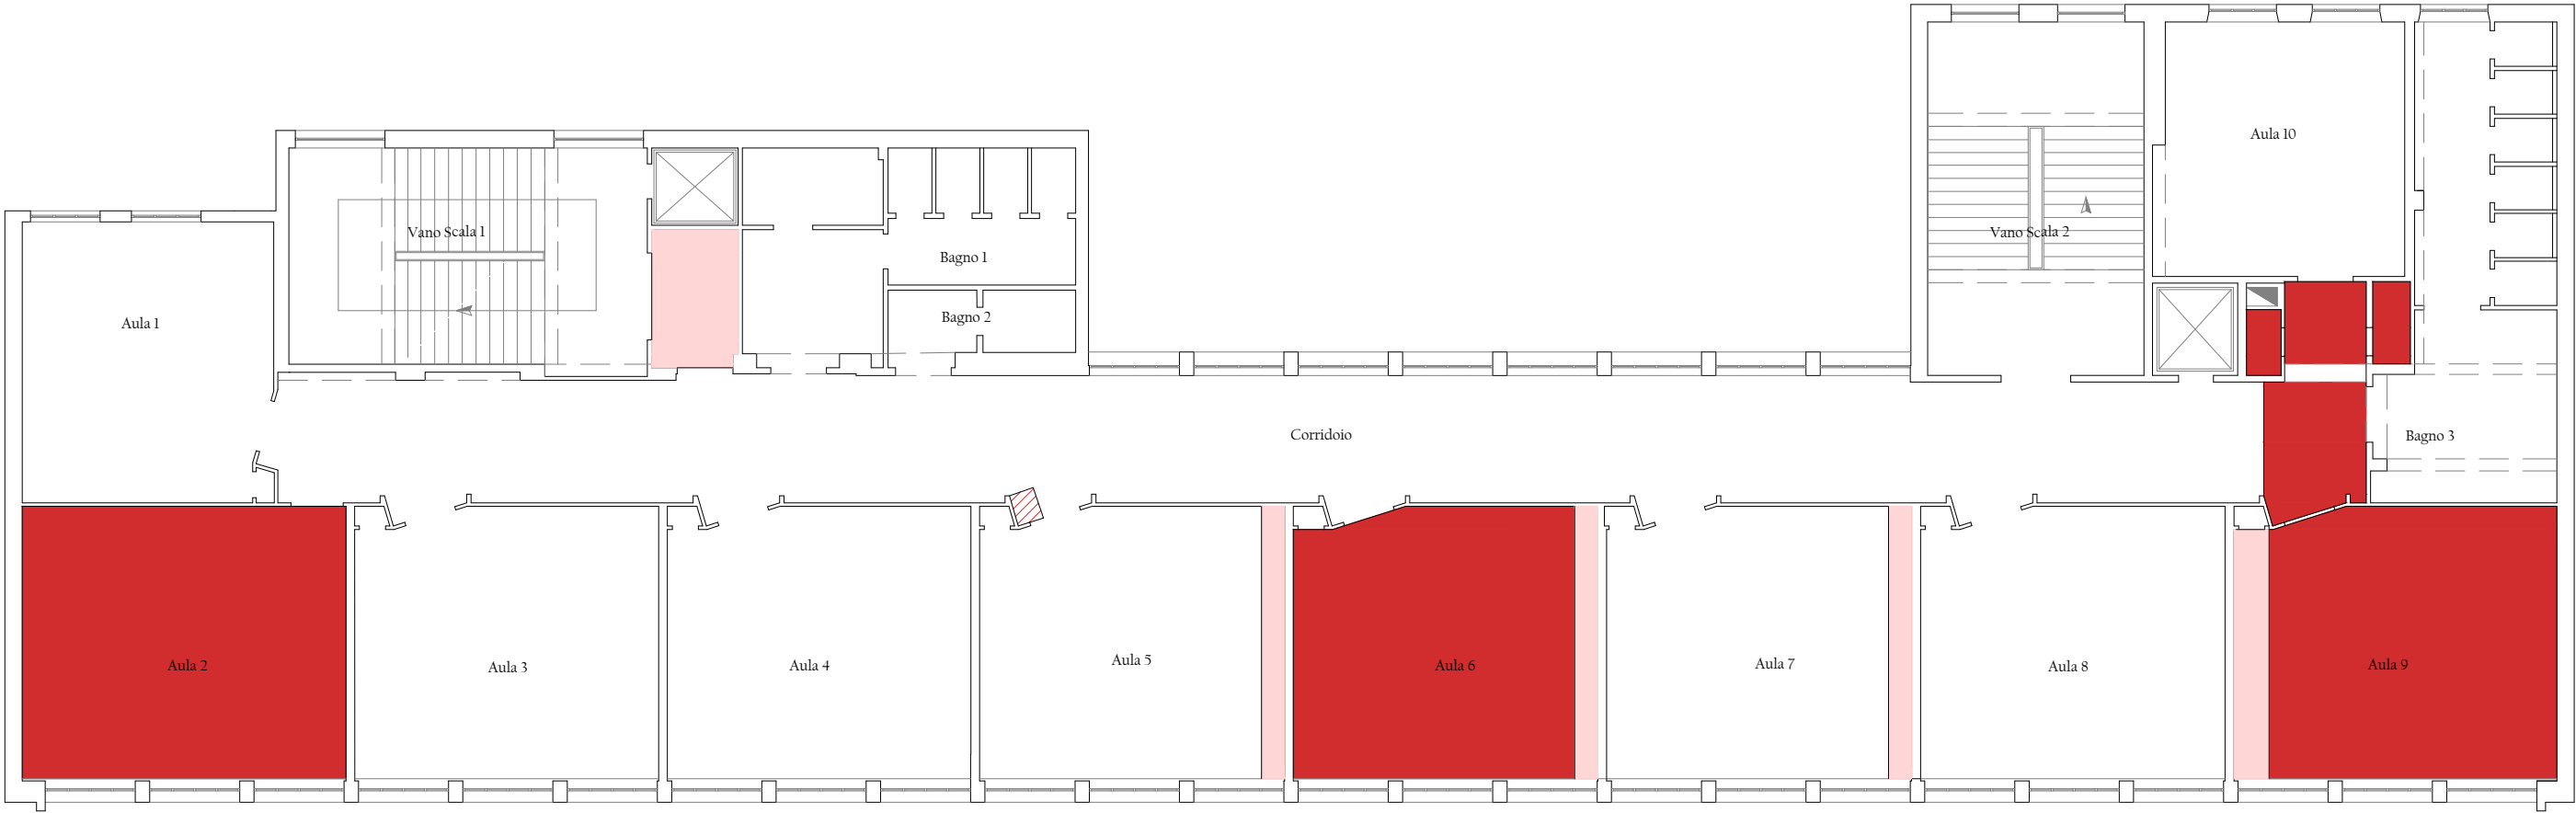 Aula 10
Vano Scala 1
Vano Scala 2
Bagno 1
Bagno 2
Aula 1
Corridoio
Bagno 3
Aula 2
Aula 3
Aula 4
Aula 5
Aula 6
Aula 7
Aula 8
Aula 9